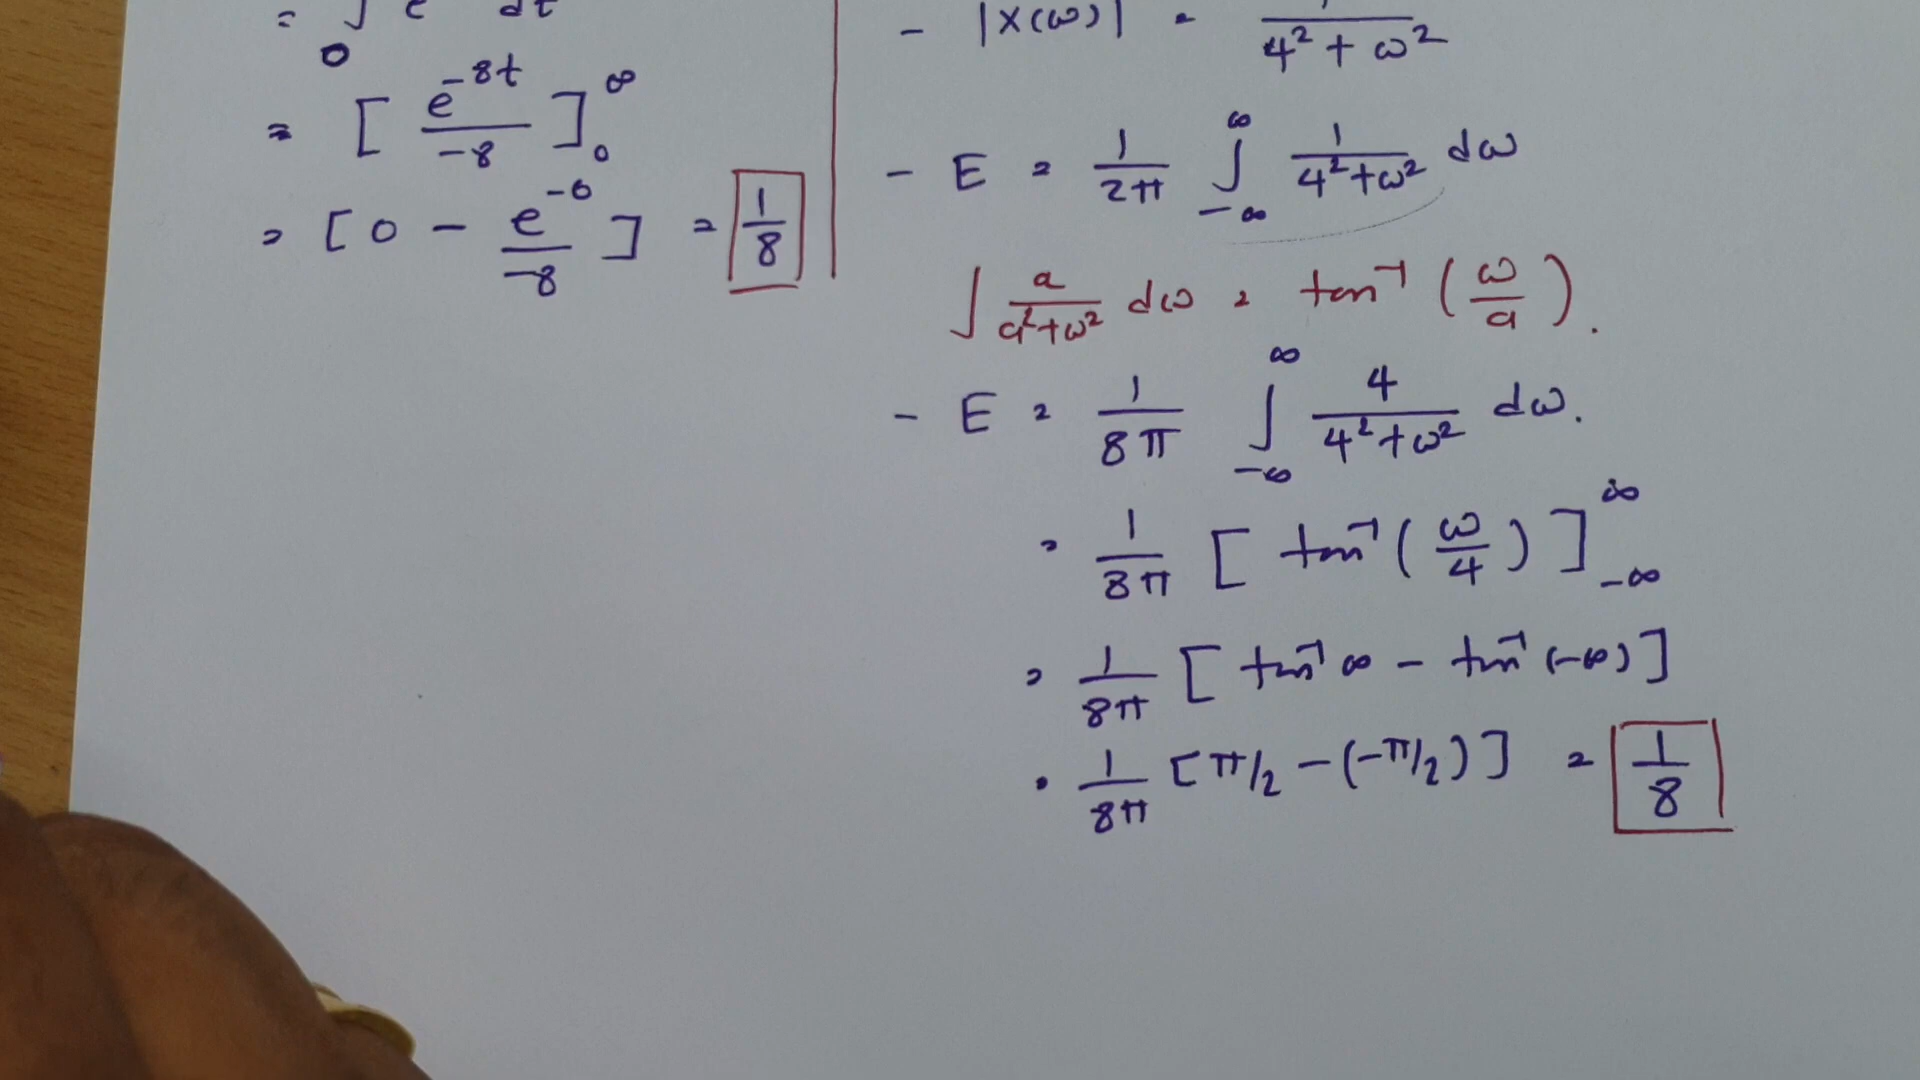 = ∫ e dt
0
= [ e^-8t / -8 ]_0^∞
= [ 0 - e^-0 / -8 ] = 1/8
- |X(ω)| = 1 / (4² + ω²)
- E = 1/2π ∫_-∞^∞ 1/(4²+ω²) dω
∫ a/(a²+ω²) dω = tan⁻¹ (ω/a).
- E = 1/8π ∫_-∞^∞ 4/(4²+ω²) dω.
= 1/8π [ tan⁻¹ (ω/4) ]_-∞^∞
= 1/8π [ tan⁻¹ ∞ - tan⁻¹ (-∞) ]
= 1/8π [ π/2 - (-π/2) ] = 1/8